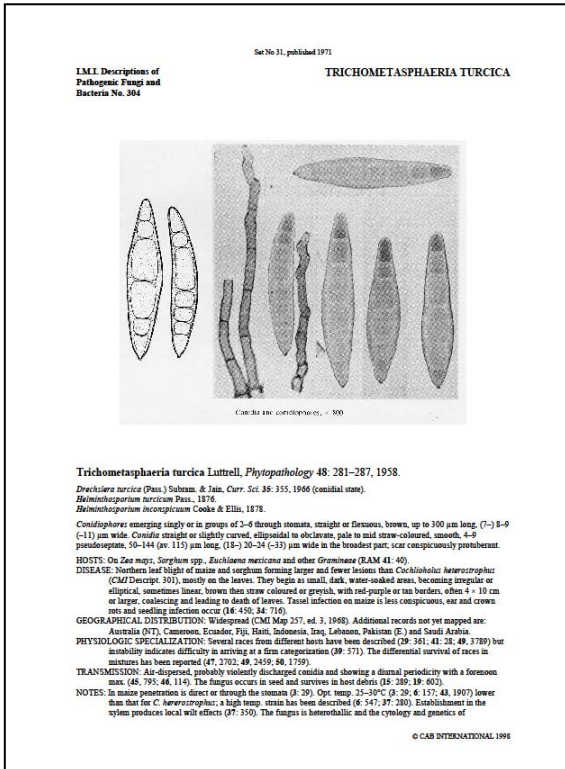 Set No 31, published 1971
I.M.I. Descriptions of
Pathogenic Fungi and
Bacteria No. 304
TRICHOMETASPHAERIA TURCICA
Conidia and conidiophores, × 800
Trichometasphaeria turcica Luttrell, Phytopathology 48: 281–287, 1958.
Drechslera turcica (Pass.) Subram. & Jain, Curr. Sci. 35: 355, 1966 (conidial state).
Helminthosporium turcicum Pass., 1876.
Helminthosporium inconspicuum Cooke & Ellis, 1878.
Conidiophores emerging singly or in groups of 2–6 through stomata, straight or flexuous, brown, up to 300 µm long, (7–) 8–9
(–11) µm wide. Conidia straight or slightly curved, ellipsoidal to obclavate, pale to mid straw-coloured, smooth, 4–9
pseudoseptate, 50–144 (av. 115) µm long, (18–) 20–24 (–33) µm wide in the broadest part; scar conspicuously protuberant.
HOSTS: On Zea mays, Sorghum spp., Euchlaena mexicana and other Gramineae (RAM 41: 40).
DISEASE: Northern leaf blight of maize and sorghum forming larger and fewer lesions than Cochliobolus heterostrophus
(CMI Descript. 301), mostly on the leaves. They begin as small, dark, water-soaked areas, becoming irregular or
elliptical, sometimes linear, brown then straw coloured or greyish, with red-purple or tan borders, often 4 × 10 cm
or larger, coalescing and leading to death of leaves. Tassel infection on maize is less conspicuous, ear and crown
rots and seedling infection occur (16: 450; 34: 716).
GEOGRAPHICAL DISTRIBUTION: Widespread (CMI Map 257, ed. 3, 1968). Additional records not yet mapped are:
Australia (NT), Cameroon, Ecuador, Fiji, Haiti, Indonesia, Iraq, Lebanon, Pakistan (E.) and Saudi Arabia.
PHYSIOLOGIC SPECIALIZATION: Several races from different hosts have been described (29: 361; 41: 28; 49, 3789) but
instability indicates difficulty in arriving at a firm categorization (39: 571). The differential survival of races in
mixtures has been reported (47, 2702; 49, 2459; 50, 1759).
TRANSMISSION: Air-dispersed, probably violently discharged conidia and showing a diurnal periodicity with a forenoon
max. (45, 795; 46, 114). The fungus occurs in seed and survives in host debris (15: 289; 19: 602).
NOTES: In maize penetration is direct or through the stomata (3: 29). Opt. temp. 25–30°C (3: 29; 6: 157; 43, 1907) lower
than that for C. hererostrophus; a high temp. strain has been described (6: 547; 37: 280). Establishment in the
xylem produces local wilt effects (37: 350). The fungus is heterothallic and the cytology and genetics of
© CAB INTERNATIONAL 1998